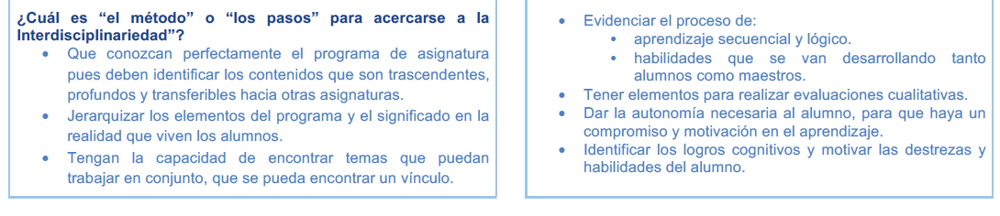 ¿Cuál es “el método” o “los pasos” para acercarse a la
Interdisciplinariedad”?
• Que conozcan perfectamente el programa de asignatura
pues deben identificar los contenidos que son trascendentes,
profundos y transferibles hacia otras asignaturas.
• Jerarquizar los elementos del programa y el significado en la
realidad que viven los alumnos.
• Tengan la capacidad de encontrar temas que puedan
trabajar en conjunto, que se pueda encontrar un vínculo.
• Evidenciar el proceso de:
• aprendizaje secuencial y lógico.
• habilidades que se van desarrollando tanto
alumnos como maestros.
• Tener elementos para realizar evaluaciones cualitativas.
• Dar la autonomía necesaria al alumno, para que haya un
compromiso y motivación en el aprendizaje.
• Identificar los logros cognitivos y motivar las destrezas y
habilidades del alumno.